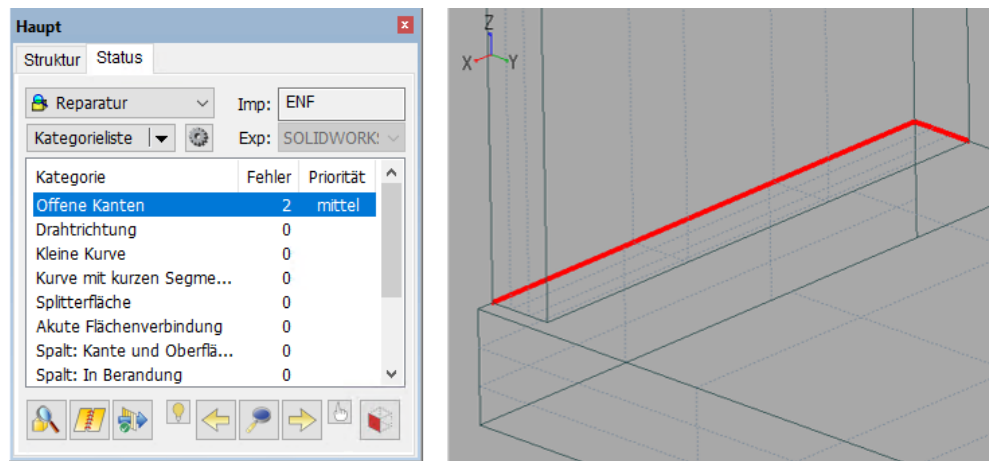 Haupt
Struktur Status
Reparatur Imp: ENF
Kategorieliste Exp: SOLIDWORK:
Kategorie Fehler Priorität
Offene Kanten 2 mittel
Drahtrichtung 0
Kleine Kurve 0
Kurve mit kurzen Segme... 0
Splitterfläche 0
Akute Flächenverbindung 0
Spalt: Kante und Oberflä... 0
Spalt: In Berandung 0
Z
X Y